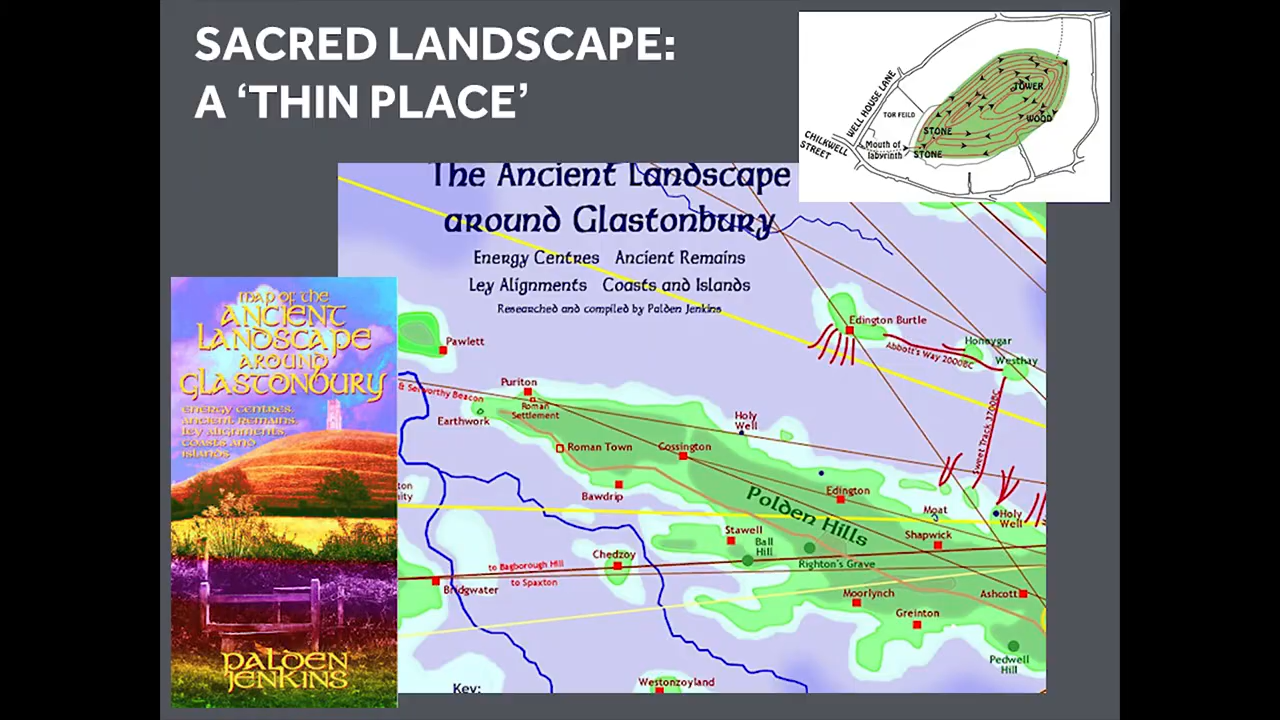 SACRED LANDSCAPE:
A ‘THIN PLACE’
WELL HOUSE LANE
TOR FEILD
CHILKWELL
STREET
Mouth of
labyrinth
STONE
STONE
TOWER
WOOD
The Ancient Landscape
around Glastonbury
Energy Centres Ancient Remains
Ley Alignments Coasts and Islands
Researched and compiled by Palden Jenkins
MAP OF THE
ANCIENT
LANDSCAPE
AROUND
GLASTONBURY
ENERGY CENTRES,
ANCIENT REMAINS,
LEY ALIGNMENTS,
COASTS AND
ISLANDS
PALDEN
JENKINS
Pawlett
Edington Burtle
Abbott's Way 2000BC
Honeygar
Westhay
Puriton
& Selworthy Beacon
Roman
Settlement
Earthwork
Holy
Well
Sweet Track 3700BC
Roman Town
Cossington
Bawdrip
Edington
Polden Hills
Moat
Holy
Well
Stawell
Ball
Hill
Shapwick
Chedzoy
to Bagborough Hill
to Spaxton
Righton's Grave
Bridgwater
Moorlynch
Ashcott
Greinton
Pedwell
Hill
Westonzoyland
Key: